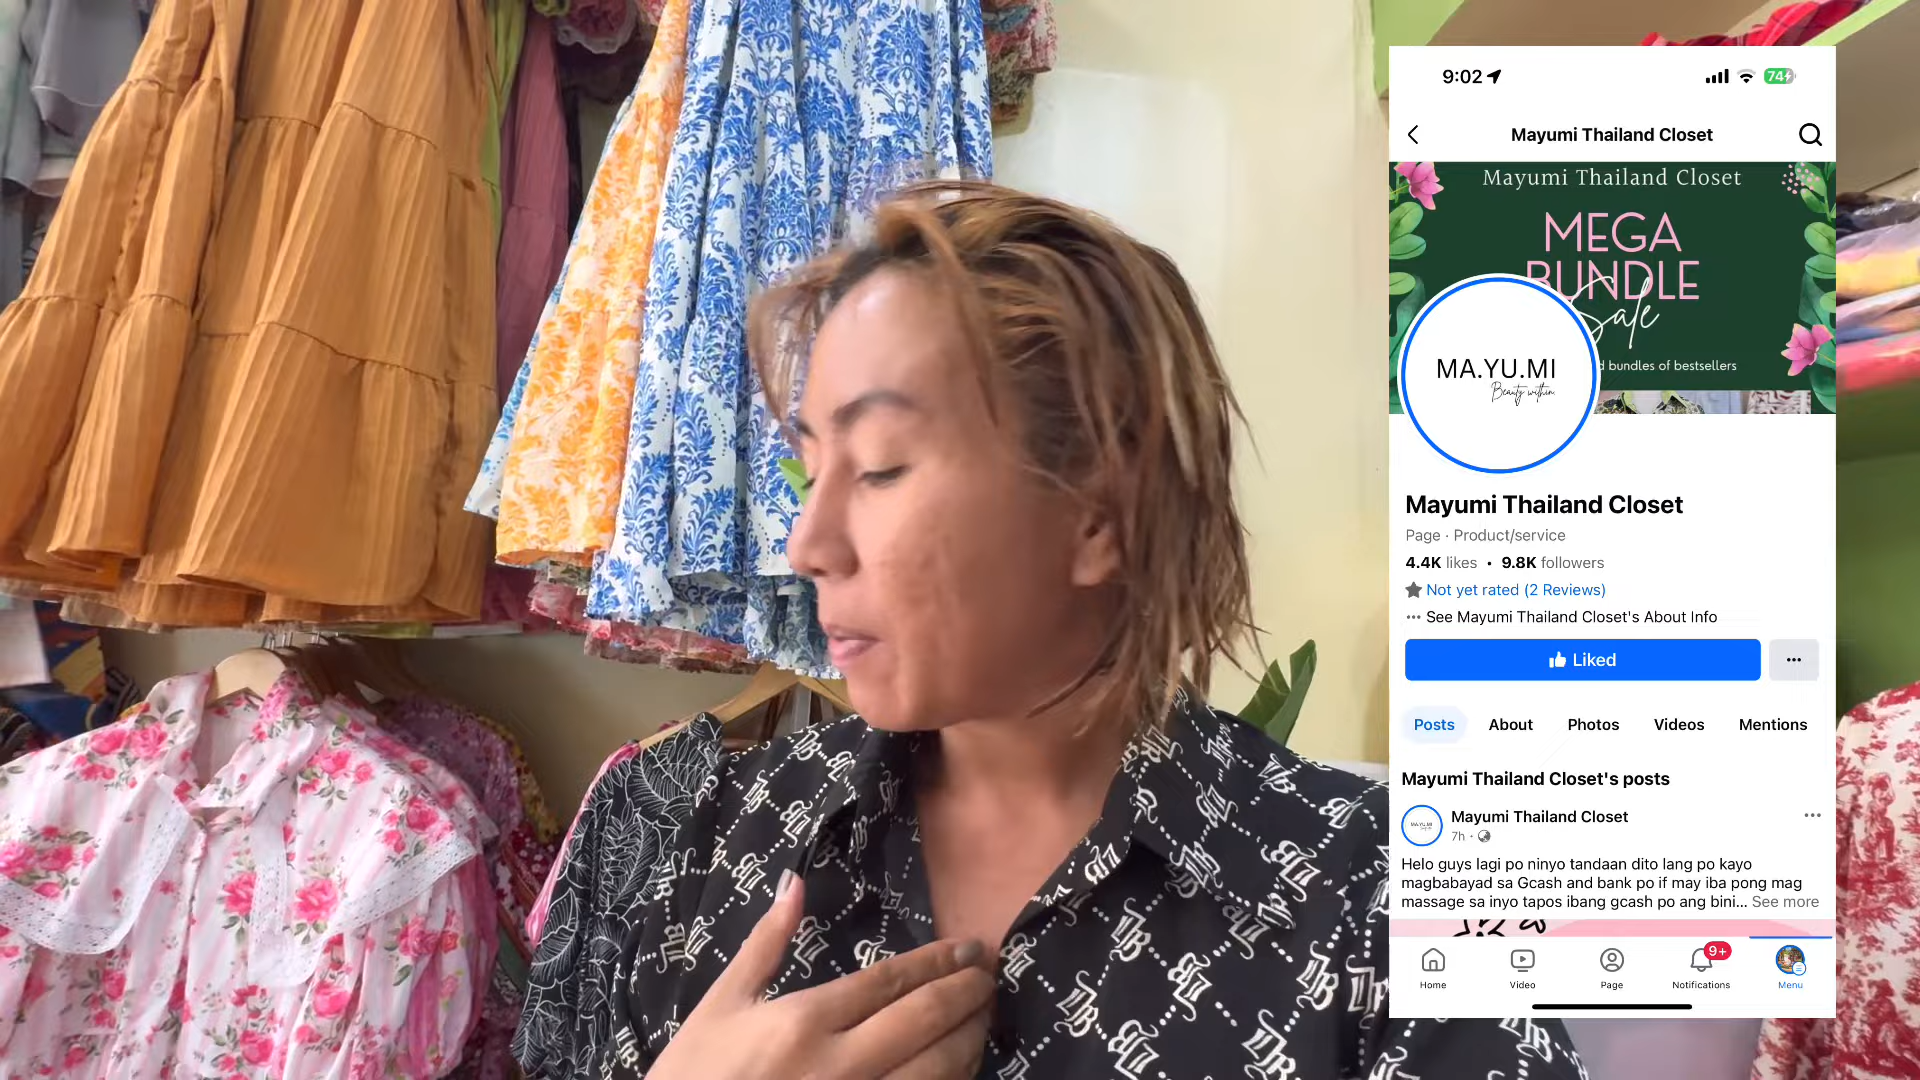 9:02
74
Mayumi Thailand Closet
Mayumi Thailand Closet
MEGA
BUNDLE
Sale
d bundles of bestsellers
MA.YU.MI
Beauty within
Mayumi Thailand Closet
Page · Product/service
4.4K likes • 9.8K followers
Not yet rated (2 Reviews)
··· See Mayumi Thailand Closet's About Info
Liked
Posts About Photos Videos Mentions
Mayumi Thailand Closet's posts
Mayumi Thailand Closet
7h ·
Helo guys lagi po ninyo tandaan dito lang po kayo
magbabayad sa Gcash and bank po if may iba pong mag
massage sa inyo tapos ibang gcash po ang bini... See more
9+
Home Video Page Notifications Menu